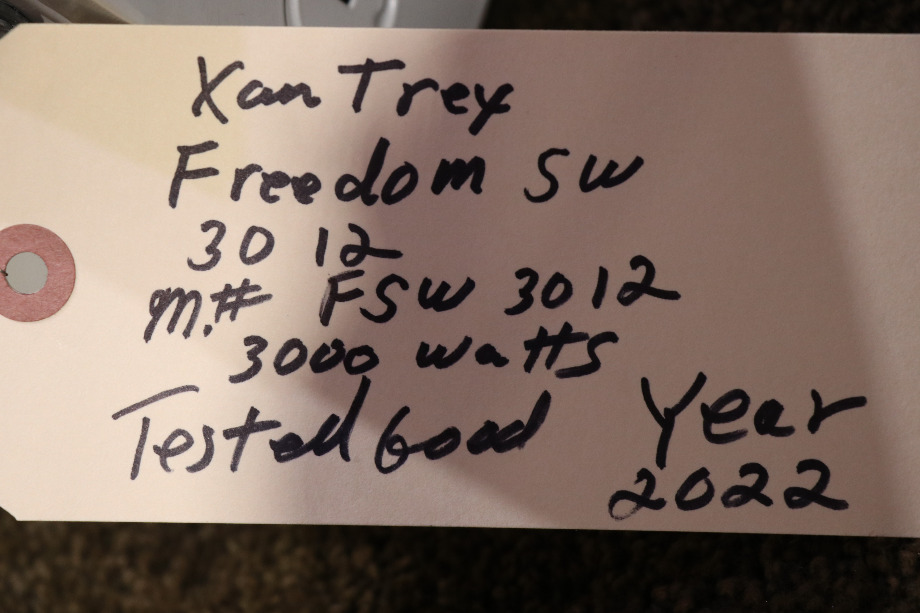 Xan Trex
Freedom SW
30 12
M.# FSW 3012
3000 watts
Tested Good
Year
2022